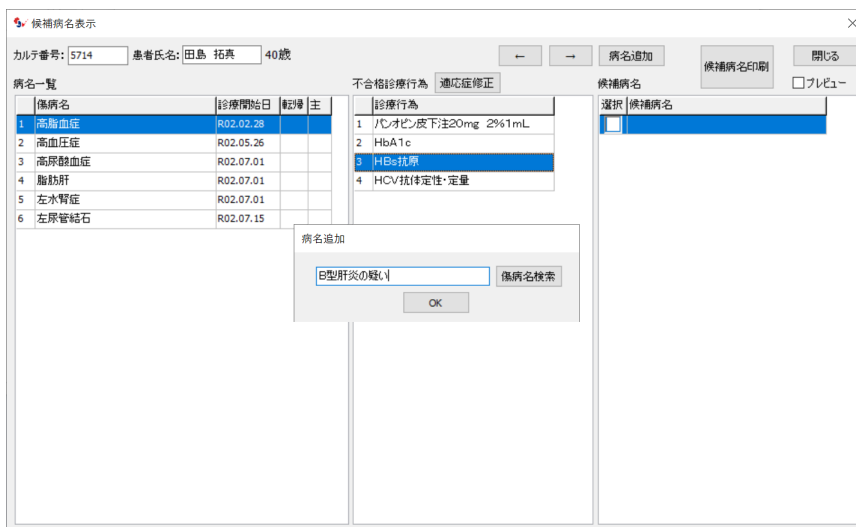 候補病名表示
カルテ番号: 5714 患者氏名: 田島 拓真 40歳 ← → 病名追加 候補病名印刷 閉じる
病名一覧 不合格診療行為 適応症修正 候補病名 プレビュー
傷病名 診療開始日 転帰 主 診療行為 選択 候補病名
1 高脂血症 R02.02.28 1 パンオピン皮下注20mg 2%1mL
2 高血圧症 R02.05.26 2 HbA1c
3 高尿酸血症 R02.07.01 3 HBs抗原
4 脂肪肝 R02.07.01 4 HCV抗体定性・定量
5 左水腎症 R02.07.01
6 左尿管結石 R02.07.15
病名追加
B型肝炎の疑い 傷病名検索
OK